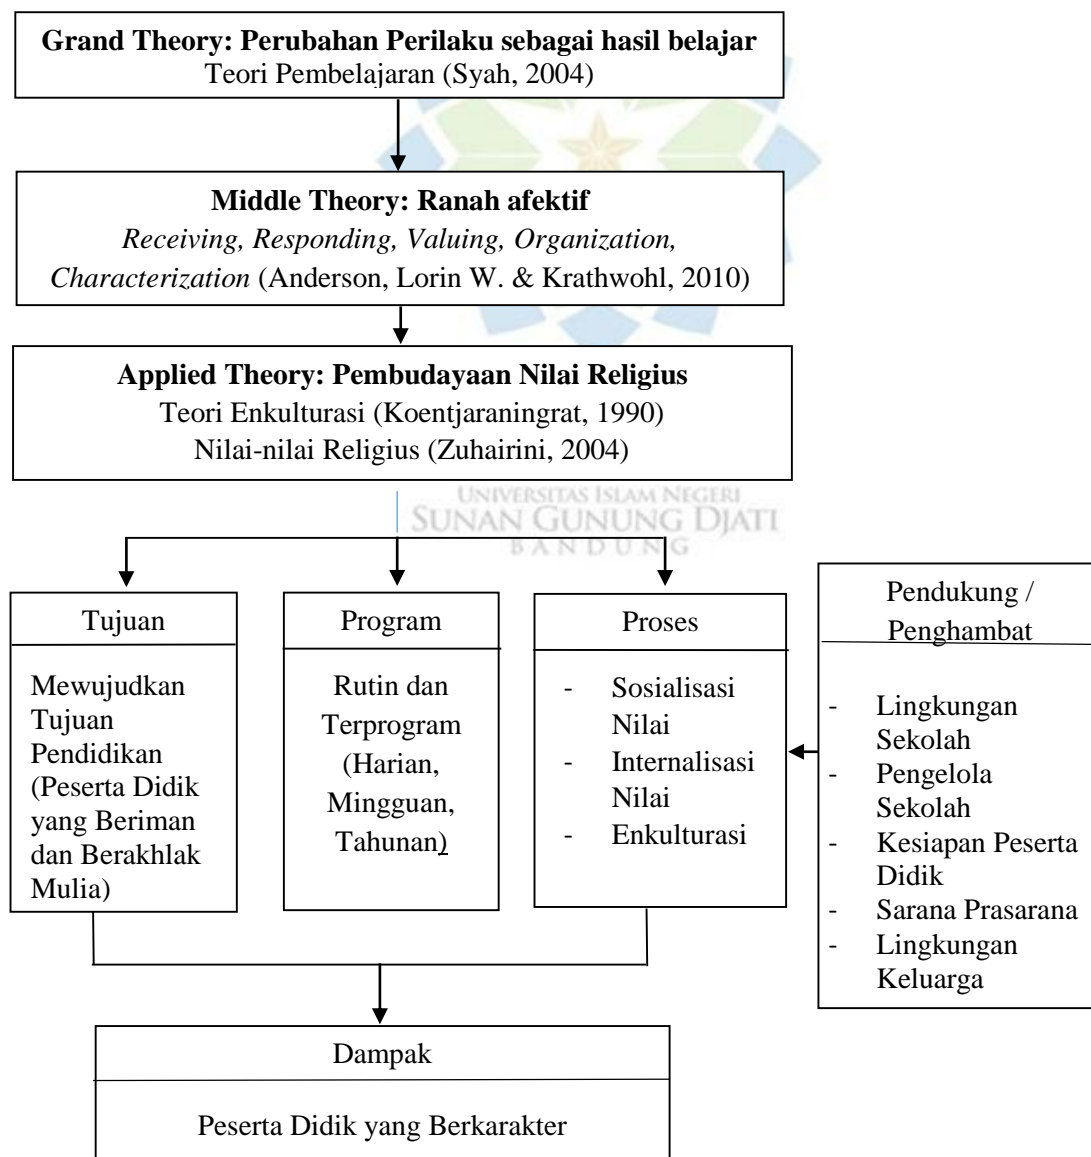 Grand Theory: Perubahan Perilaku sebagai hasil belajar
Teori Pembelajaran (Syah, 2004)
Middle Theory: Ranah afektif
Receiving, Responding, Valuing, Organization,
Characterization (Anderson, Lorin W. & Krathwohl, 2010)
Applied Theory: Pembudayaan Nilai Religius
Teori Enkulturasi (Koentjaraningrat, 1990)
Nilai-nilai Religius (Zuhairini, 2004)
UNIVERSITAS ISLAM NEGERI
SUNAN GUNUNG DJATI
BANDUNG
Tujuan
Mewujudkan
Tujuan
Pendidikan
(Peserta Didik
yang Beriman
dan Berakhlak
Mulia)
Program
Rutin dan
Terprogram
(Harian,
Mingguan,
Tahunan)
Proses
- Sosialisasi
Nilai
- Internalisasi
Nilai
- Enkulturasi
Pendukung /
Penghambat
- Lingkungan
Sekolah
- Pengelola
Sekolah
- Kesiapan Peserta
Didik
- Sarana Prasarana
- Lingkungan
Keluarga
Dampak
Peserta Didik yang Berkarakter